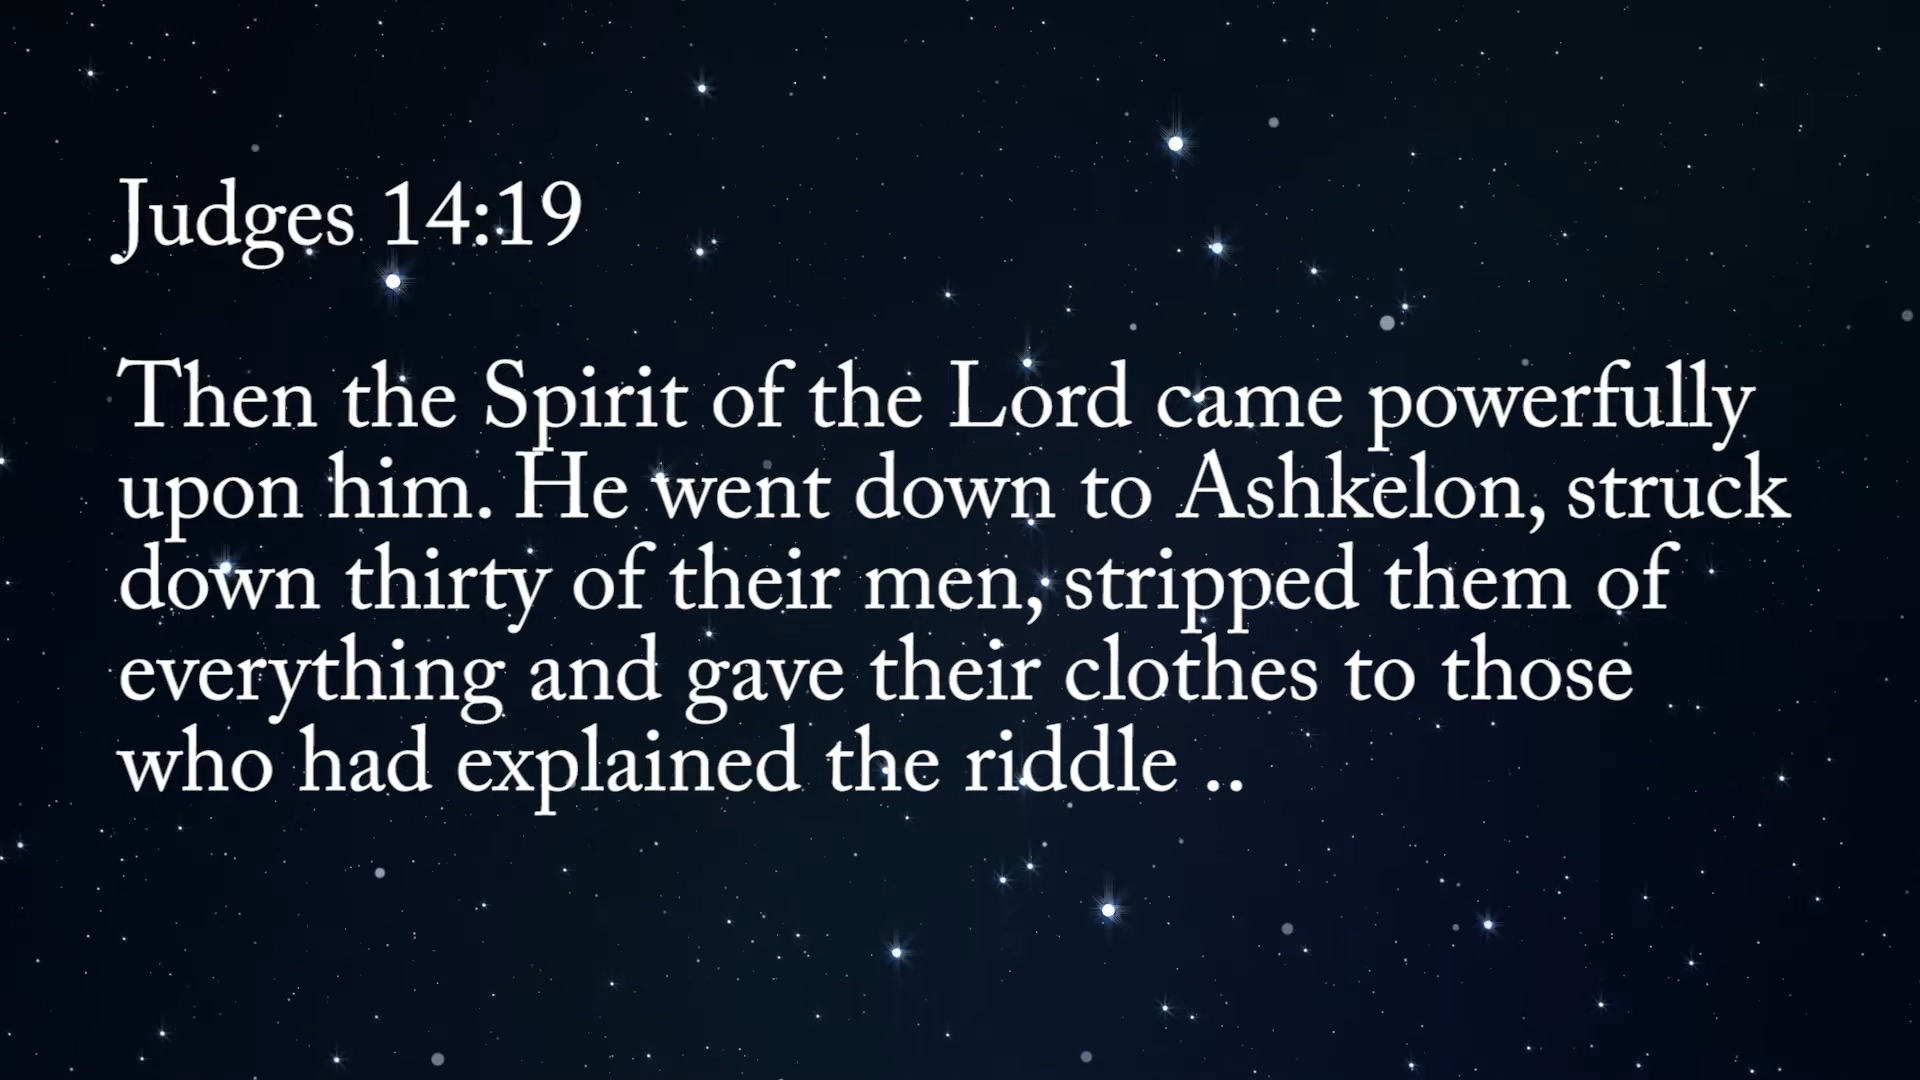 Judges 14:19
Then the Spirit of the Lord came powerfully
upon him. He went down to Ashkelon, struck
down thirty of their men, stripped them of
everything and gave their clothes to those
who had explained the riddle ..